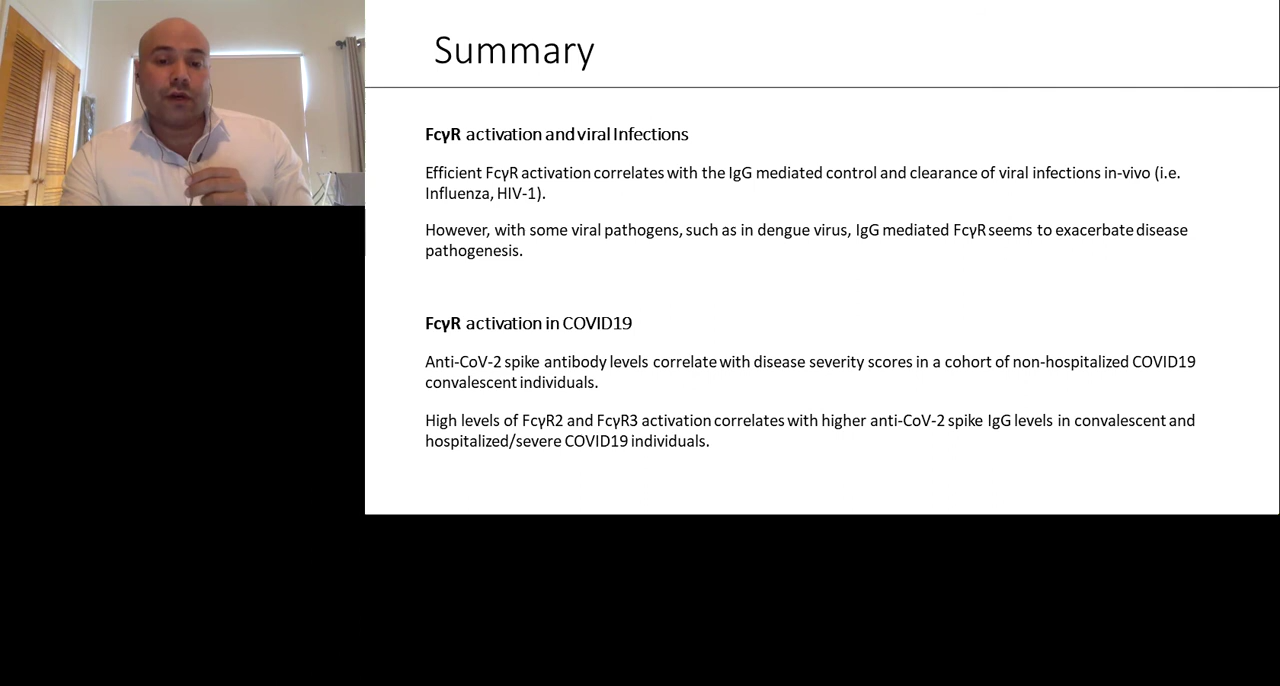 Summary
FcγR activation and viral Infections
Efficient FcγR activation correlates with the IgG mediated control and clearance of viral infections in-vivo (i.e.
Influenza, HIV-1).
However, with some viral pathogens, such as in dengue virus, IgG mediated FcγR seems to exacerbate disease
pathogenesis.
FcγR activation in COVID19
Anti-CoV-2 spike antibody levels correlate with disease severity scores in a cohort of non-hospitalized COVID19
convalescent individuals.
High levels of FcγR2 and FcγR3 activation correlates with higher anti-CoV-2 spike IgG levels in convalescent and
hospitalized/severe COVID19 individuals.